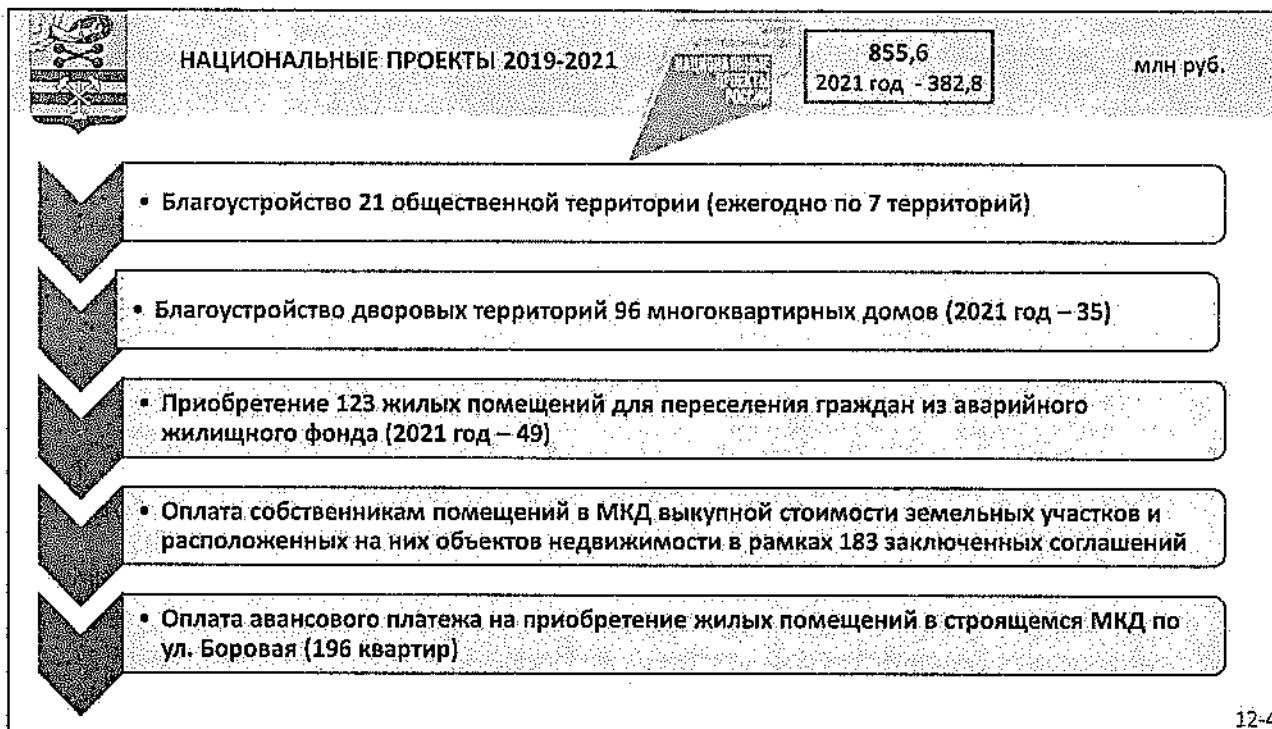 НАЦИОНАЛЬНЫЕ ПРОЕКТЫ 2019-2021
855,6
2021 год - 382,8
млн руб.
• Благоустройство 21 общественной территории (ежегодно по 7 территорий)
• Благоустройство дворовых территорий 96 многоквартирных домов (2021 год – 35)
• Приобретение 123 жилых помещений для переселения граждан из аварийного
жилищного фонда (2021 год – 49)
• Оплата собственникам помещений в МКД выкупной стоимости земельных участков и
расположенных на них объектов недвижимости в рамках 183 заключенных соглашений
• Оплата авансового платежа на приобретение жилых помещений в строящемся МКД по
ул. Боровая (196 квартир)
12-4